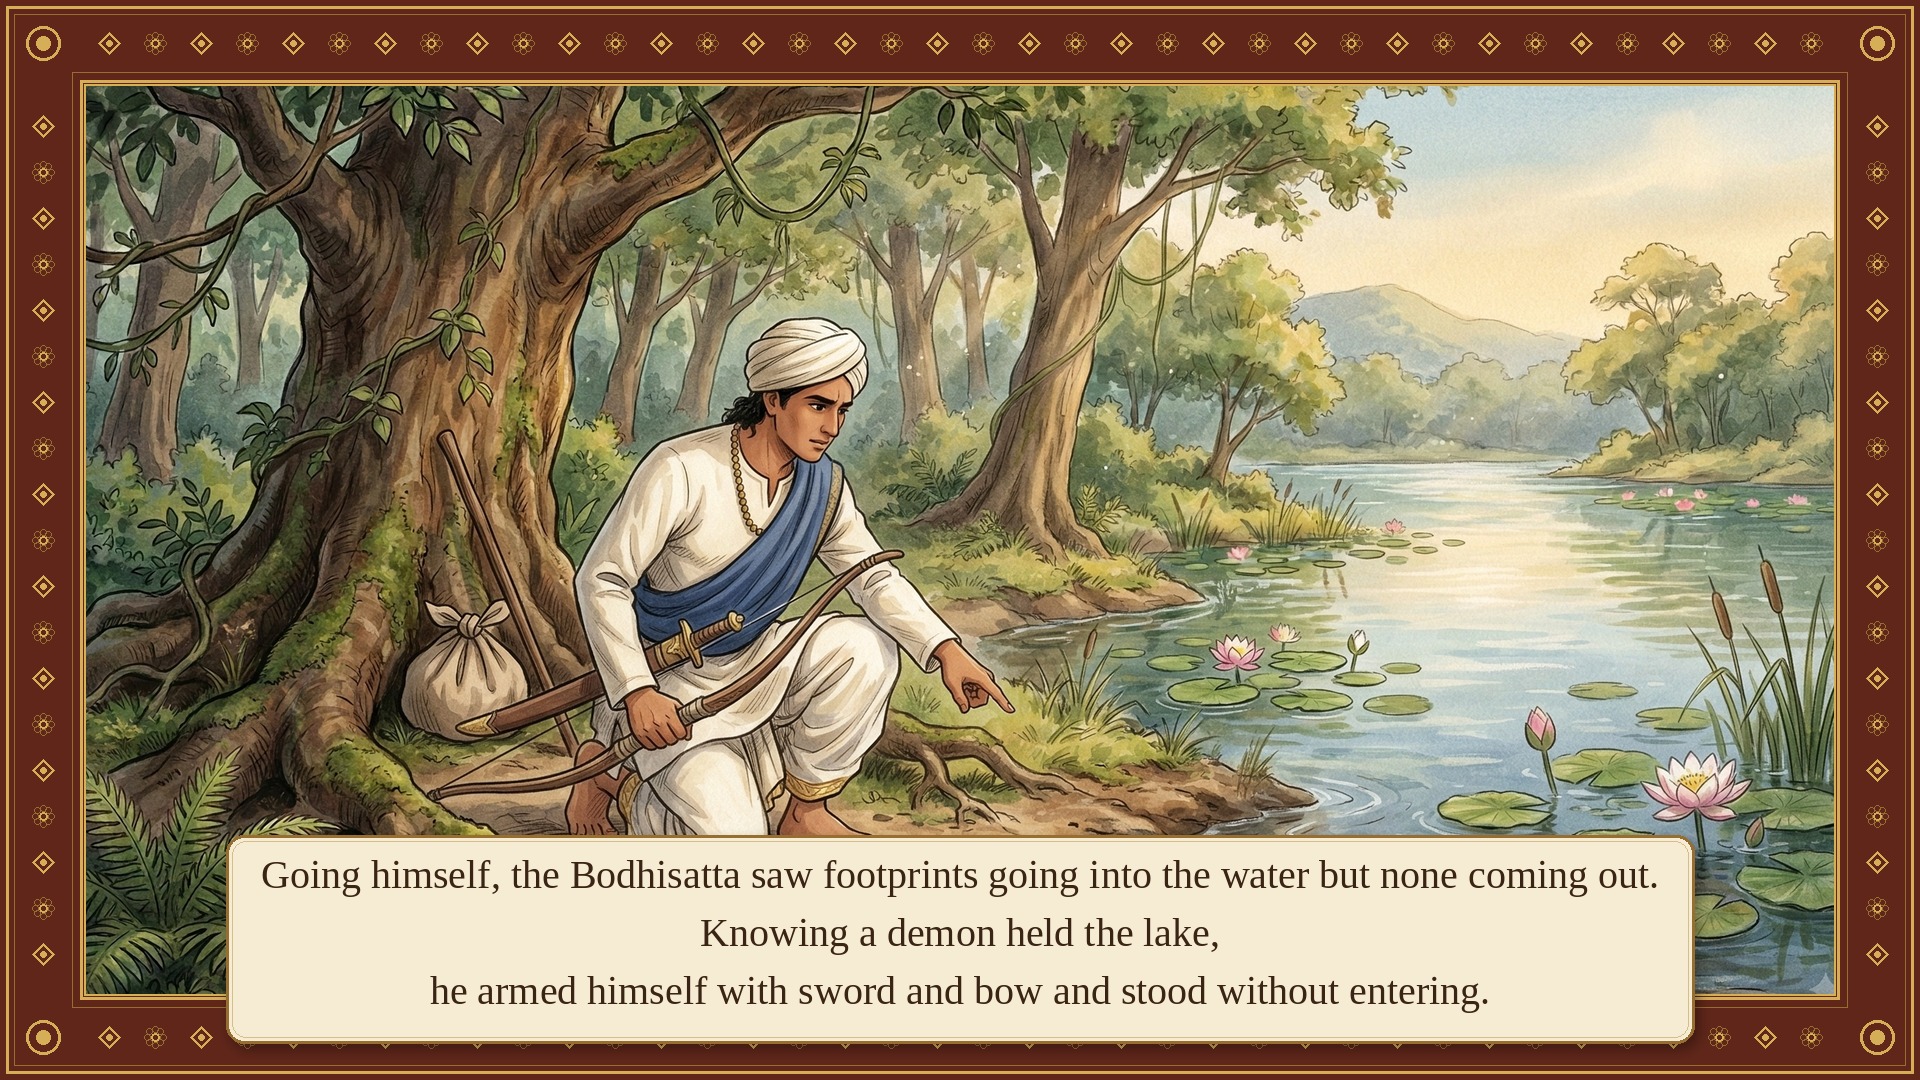 Going himself, the Bodhisatta saw footprints going into the water but none coming out.
Knowing a demon held the lake,
he armed himself with sword and bow and stood without entering.